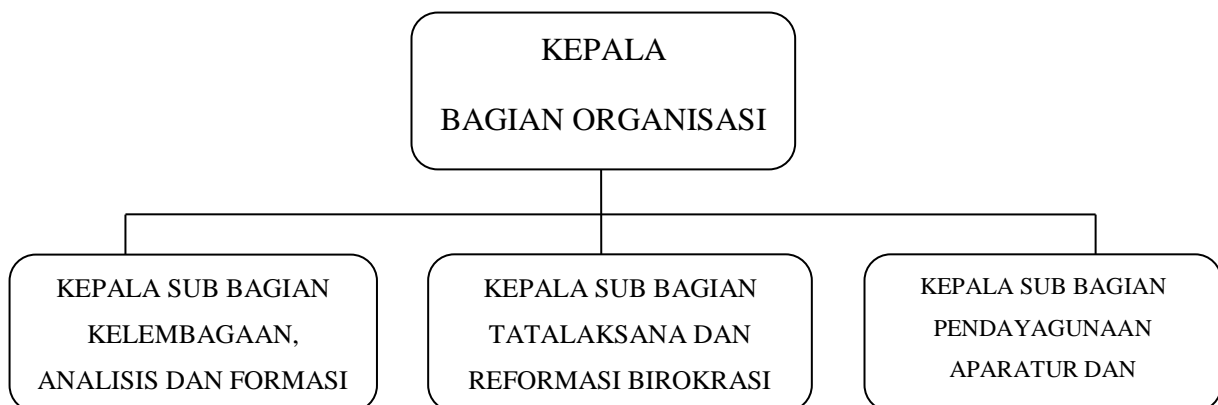 KEPALA
BAGIAN ORGANISASI
KEPALA SUB BAGIAN
KELEMBAGAAN,
ANALISIS DAN FORMASI
KEPALA SUB BAGIAN
TATALAKSANA DAN
REFORMASI BIROKRASI
KEPALA SUB BAGIAN
PENDAYAGUNAAN
APARATUR DAN